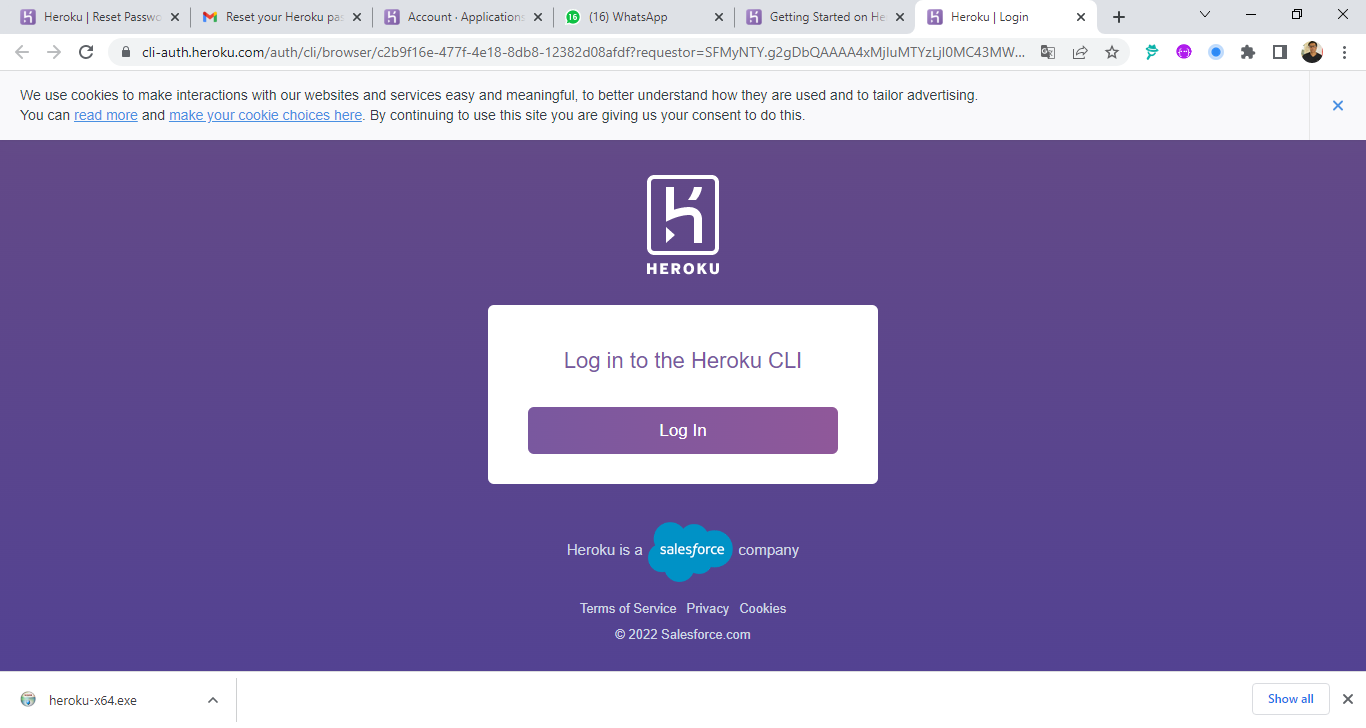 Heroku | Reset Passwo
Reset your Heroku pas
Account · Applications
16
(16) WhatsApp
Getting Started on He
Heroku | Login
cli-auth.heroku.com/auth/cli/browser/c2b9f16e-477f-4e18-8db8-12382d08afdf?requestor=SFMyNTY.g2gDbQAAAA4xMjIuMTYzLjI0MC43MW...
We use cookies to make interactions with our websites and services easy and meaningful, to better understand how they are used and to tailor advertising.
You can read more and make your cookie choices here. By continuing to use this site you are giving us your consent to do this.
HEROKU
Log in to the Heroku CLI
Log In
Heroku is a salesforce company
Terms of Service Privacy Cookies
© 2022 Salesforce.com
heroku-x64.exe
Show all